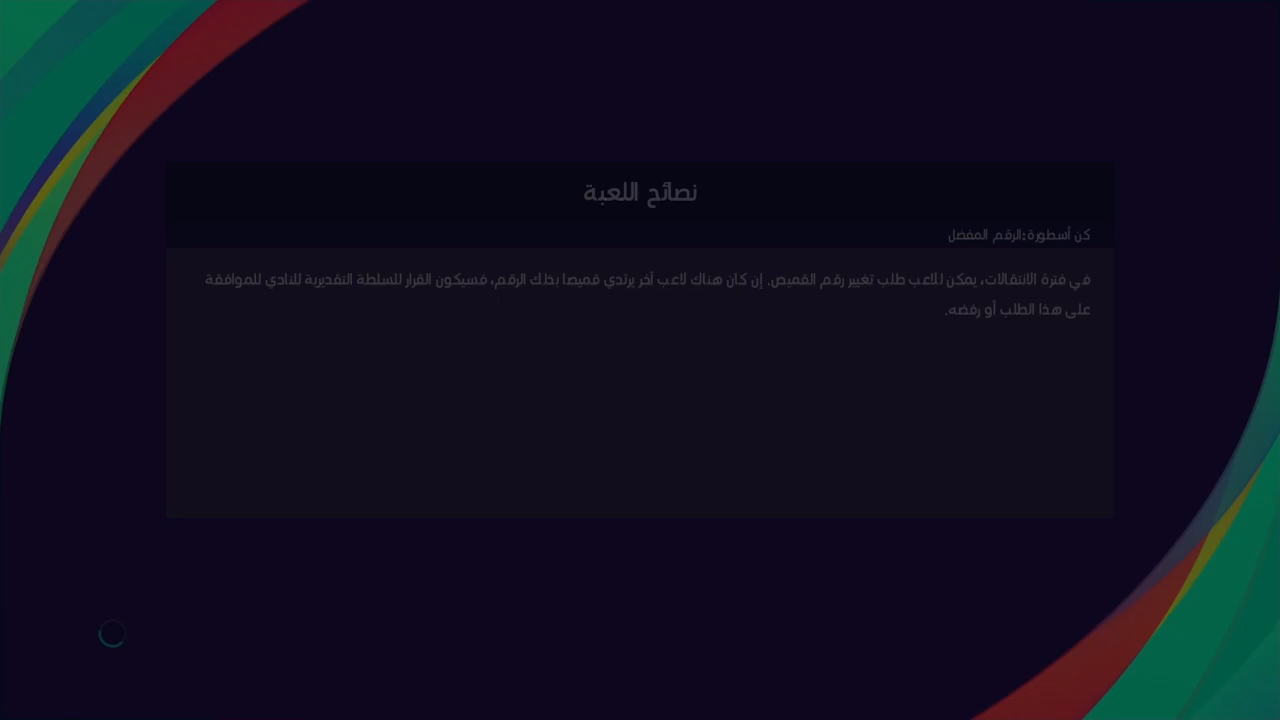 نصائح اللعبة
كن أسطورة:الرقم المفضل
في فترة الانتقالات، يمكن للاعب طلب تغيير رقم القميص. إن كان هناك لاعب آخر يرتدي قميصا بذلك الرقم، فسيكون القرار للسلطة التقديرية للنادي للموافقة
على هذا الطلب أو رفضه.